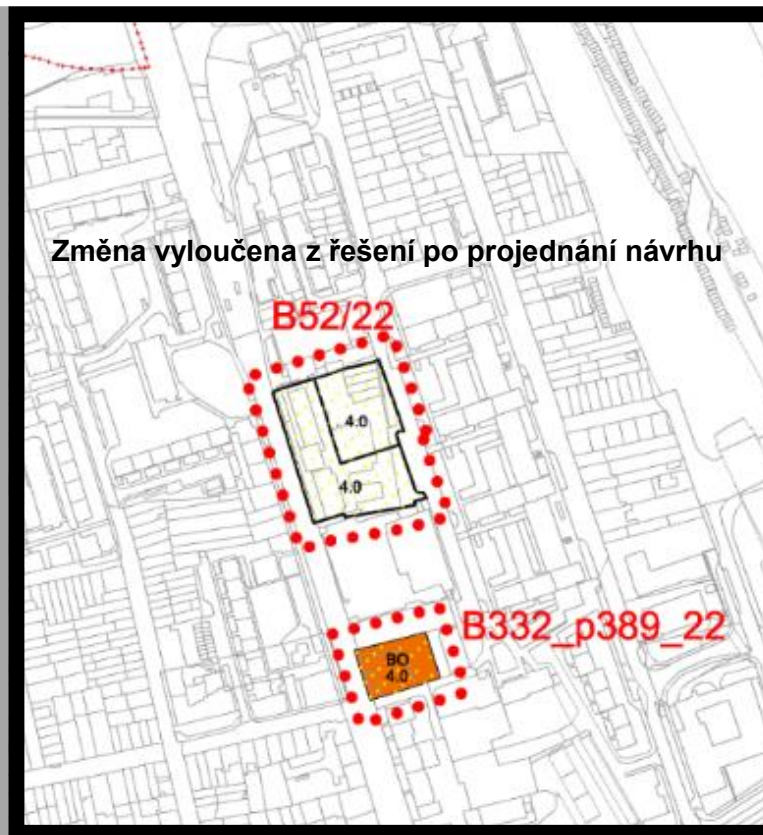 Změna vyloučena z řešení po projednání návrhu
B52/22
4.0
4.0
B332_p389_22
BO
4.0